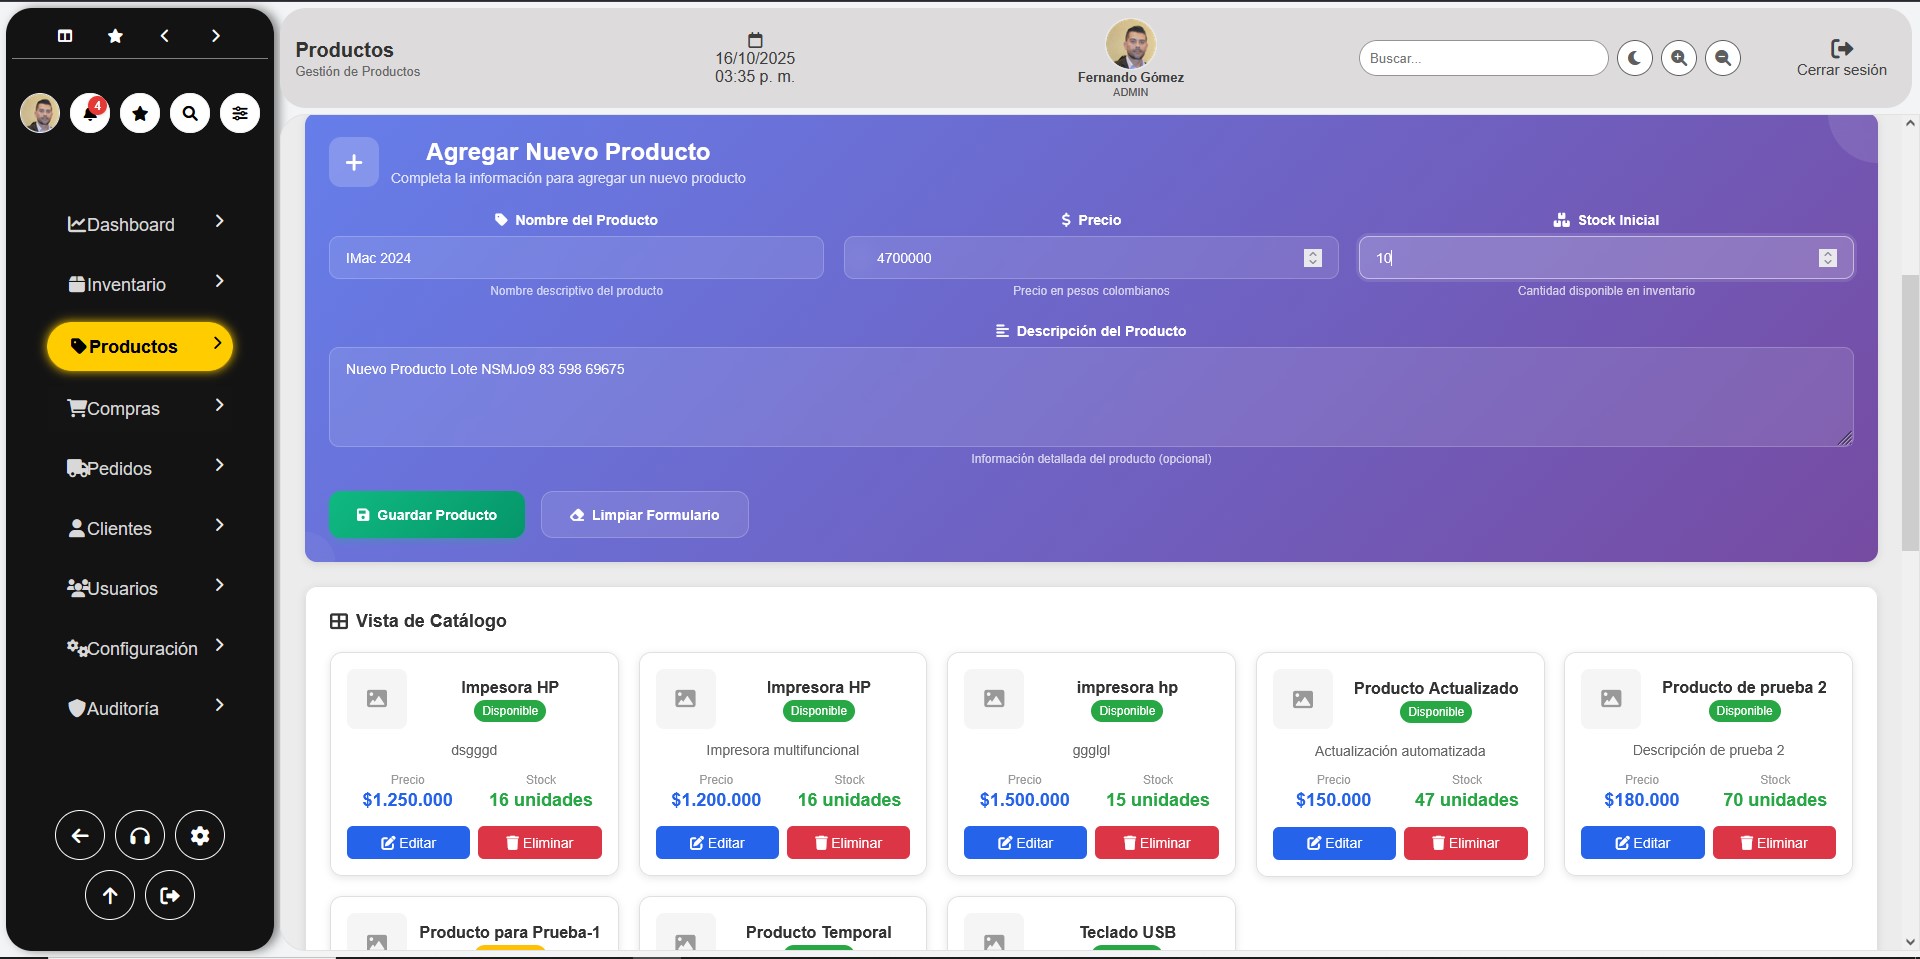 Productos
Gestión de Productos
16/10/2025
03:35 p. m.
Fernando Gómez
ADMIN
Buscar...
Cerrar sesión
4
Dashboard
Inventario
Productos
Compras
Pedidos
Clientes
Usuarios
Configuración
Auditoría
Agregar Nuevo Producto
Completa la información para agregar un nuevo producto
Nombre del Producto
IMac 2024
Nombre descriptivo del producto
$ Precio
4700000
Precio en pesos colombianos
Stock Inicial
10
Cantidad disponible en inventario
Descripción del Producto
Nuevo Producto Lote NSMJo9 83 598 69675
Información detallada del producto (opcional)
Guardar Producto
Limpiar Formulario
Vista de Catálogo
Impesora HP
Disponible
dsgggd
Precio Stock
$1.250.000 16 unidades
Editar Eliminar
Impresora HP
Disponible
Impresora multifuncional
Precio Stock
$1.200.000 16 unidades
Editar Eliminar
impresora hp
Disponible
ggglgl
Precio Stock
$1.500.000 15 unidades
Editar Eliminar
Producto Actualizado
Disponible
Actualización automatizada
Precio Stock
$150.000 47 unidades
Editar Eliminar
Producto de prueba 2
Disponible
Descripción de prueba 2
Precio Stock
$180.000 70 unidades
Editar Eliminar
Producto para Prueba-1
Producto Temporal
Teclado USB